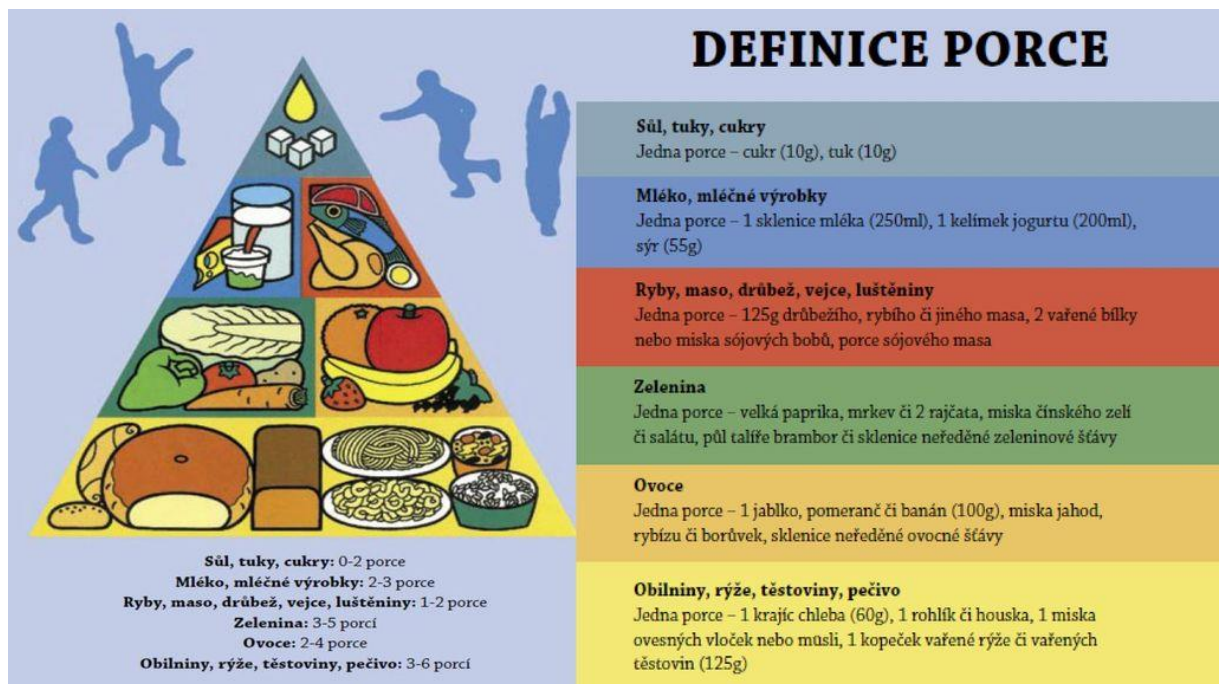 DEFINICE PORCE
Sůl, tuky, cukry
Jedna porce – cukr (10g), tuk (10g)
Mléko, mléčné výrobky
Jedna porce – 1 sklenice mléka (250ml), 1 kelímek jogurtu (200ml),
sýr (55g)
Ryby, maso, drůbež, vejce, luštěniny
Jedna porce – 125g drůbežího, rybího či jiného masa, 2 vařené bílky
nebo miska sójových bobů, porce sójového masa
Zelenina
Jedna porce – velká paprika, mrkev či 2 rajčata, miska čínského zelí
či salátu, půl talíře brambor či sklenice neředěné zeleninové šťávy
Ovoce
Jedna porce – 1 jablko, pomeranč či banán (100g), miska jahod,
rybízu či borůvek, sklenice neředěné ovocné šťávy
Obilniny, rýže, těstoviny, pečivo
Jedna porce – 1 krajíc chleba (60g), 1 rohlík či houska, 1 miska
ovesných vloček nebo müsli, 1 kopeček vařené rýže či vařených
těstovin (125g)
Sůl, tuky, cukry: 0-2 porce
Mléko, mléčné výrobky: 2-3 porce
Ryby, maso, drůbež, vejce, luštěniny: 1-2 porce
Zelenina: 3-5 porcí
Ovoce: 2-4 porce
Obilniny, rýže, těstoviny, pečivo: 3-6 porcí